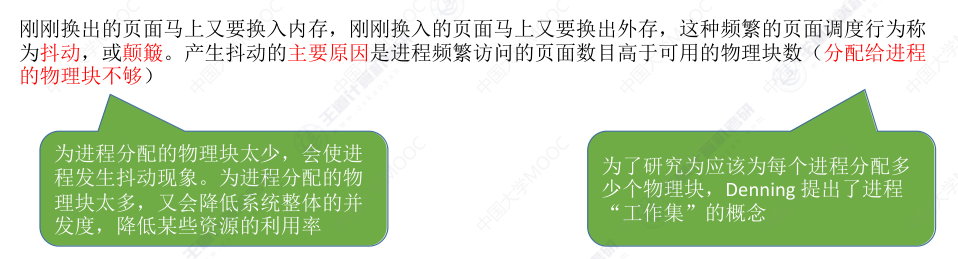 刚刚换出的页面马上又要换入内存，刚刚换入的页面马上又要换出外存，这种频繁的页面调度行为称
为抖动，或颠簸。产生抖动的主要原因是进程频繁访问的页面数目高于可用的物理块数（分配给进程
的物理块不够）
为进程分配的物理块太少，会使进
程发生抖动现象。为进程分配的物
理块太多，又会降低系统整体的并
发度，降低某些资源的利用率
为了研究为应该为每个进程分配多
少个物理块，Denning 提出了进程
“工作集”的概念